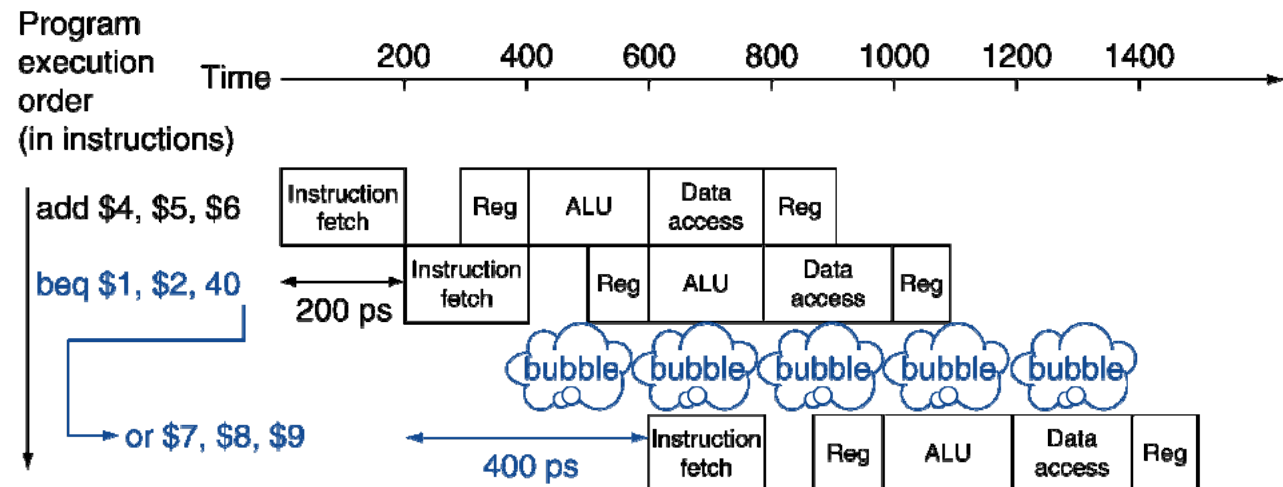 Program
execution
order
(in instructions)
Time
200 400 600 800 1000 1200 1400
add $4, $5, $6
Instruction
fetch
Reg
ALU
Data
access
Reg
beq $1, $2, 40
200 ps
Instruction
fetch
Reg
ALU
Data
access
Reg
bubble bubble bubble bubble bubble
or $7, $8, $9
400 ps
Instruction
fetch
Reg
ALU
Data
access
Reg